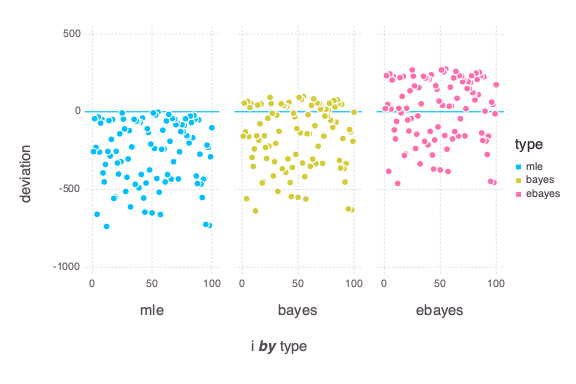 500
0
-500
-1000
deviation
0 50 100
0 50 100
0 50 100
mle
bayes
ebayes
i by type
type
mle
bayes
ebayes